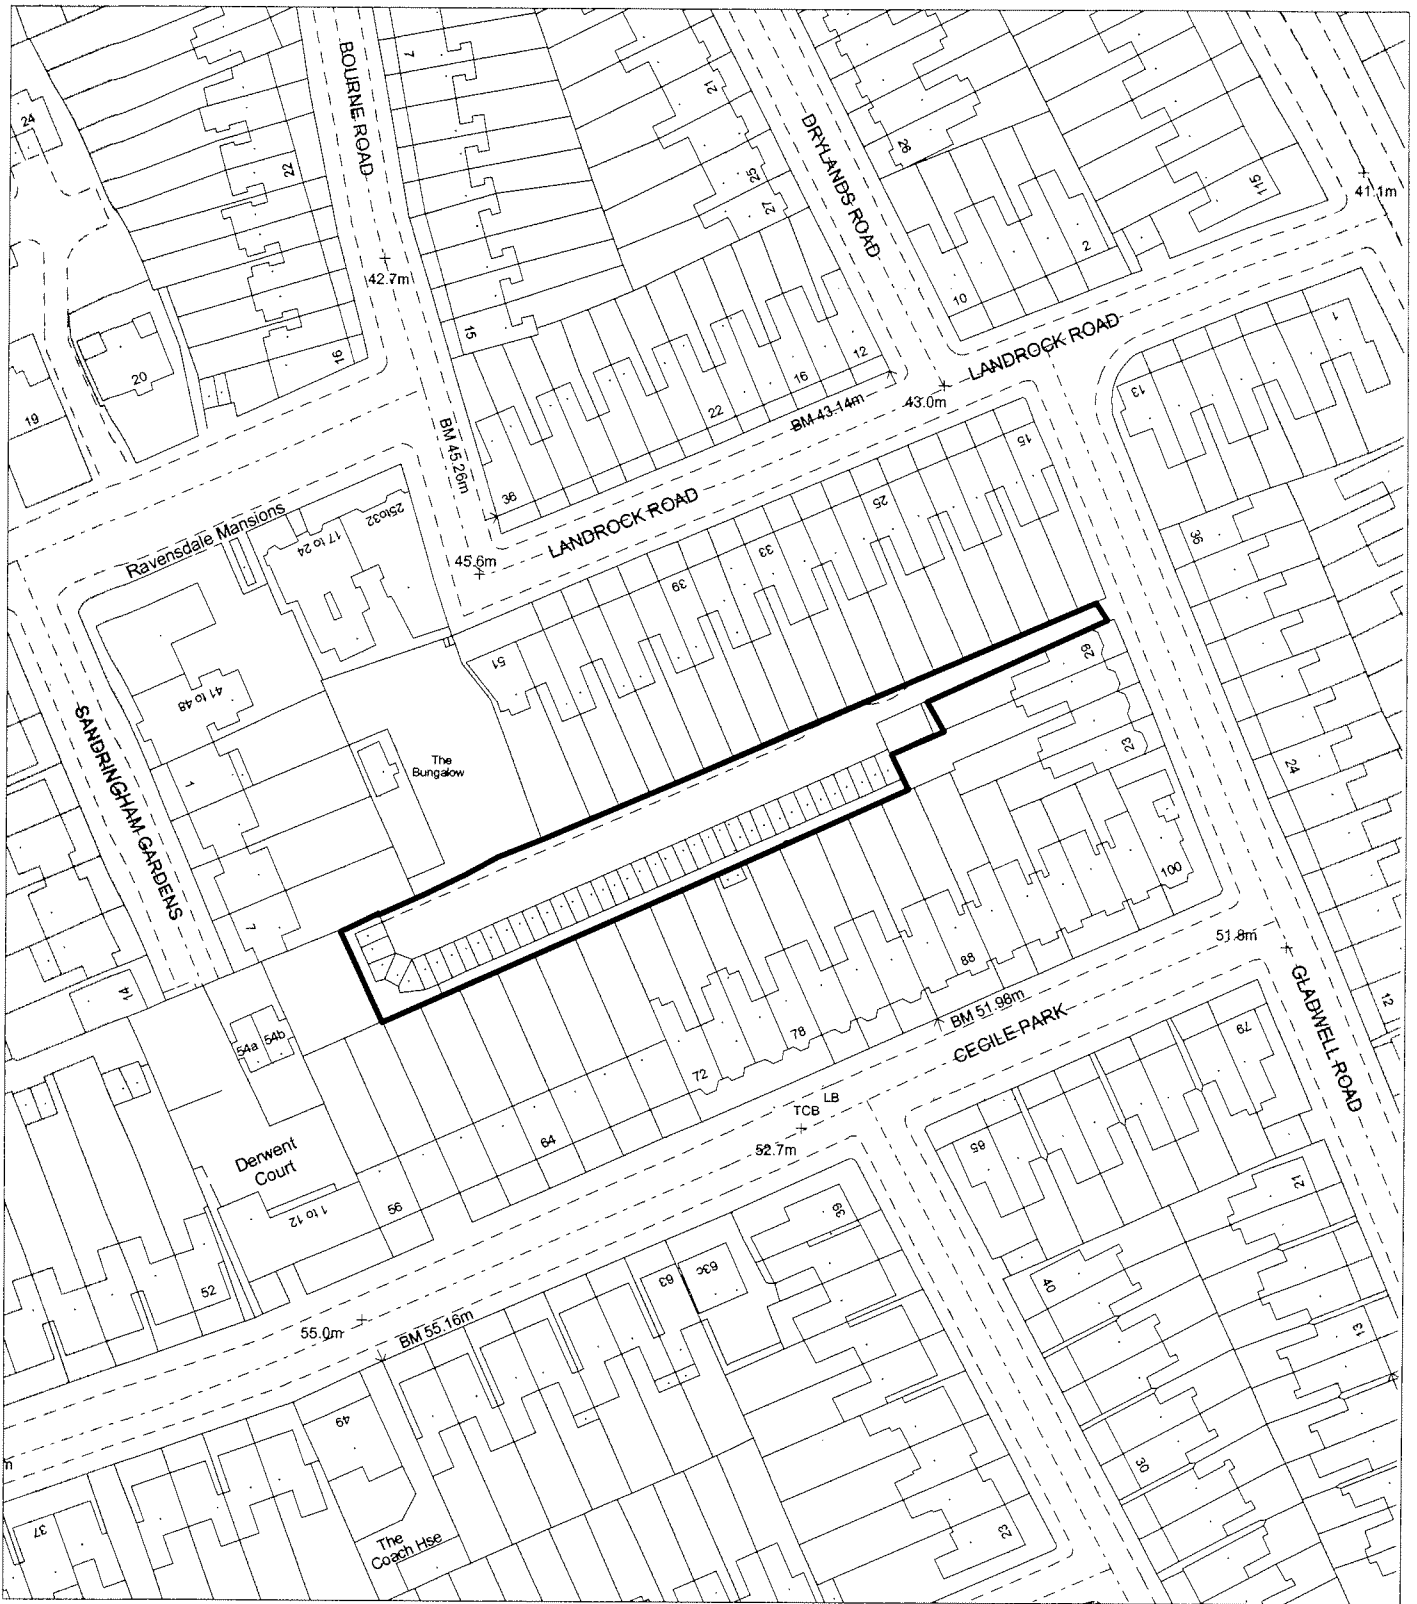 BOURNE ROAD
7
24
22
21
25
27
DRYLANDS ROAD
26
115
41.1m
2
10
42.7m
15
16
20
19
12
16
22
BM 43.14m
43.0m
LANDROCK ROAD
1
13
BM 45.26m
36
LANDROCK ROAD
45.6m
15
25
33
39
51
36
Ravensdale Mansions
17 to 24
25to32
41 to 48
1
7
SANDRINGHAM GARDENS
The
Bungalow
29
23
24
100
12
14
54a
54b
88
78
72
64
56
BM 51.98m
51.8m
CECILE PARK
GLADWELL ROAD
79
65
LB
TCB
52.7m
Derwent
Court
1 to 12
52
55.0m
BM 55.16m
63
63c
39
21
40
13
30
49
37
The
Coach Hse
23
m